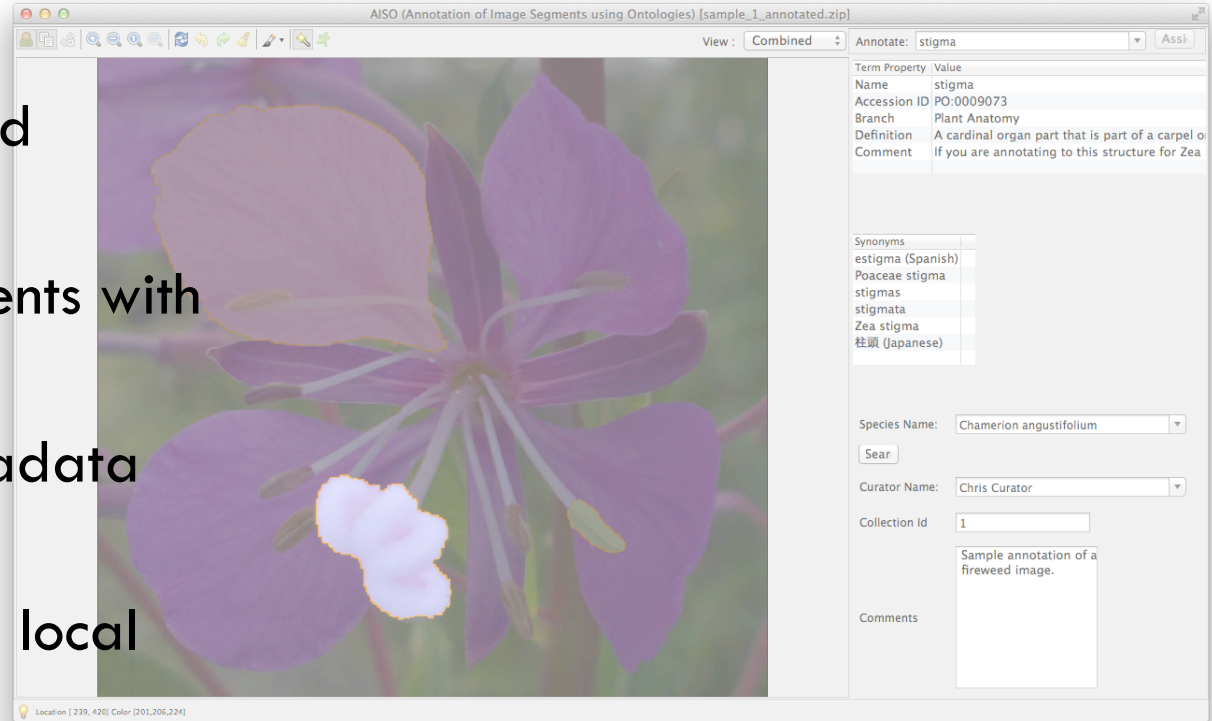 AISO (Annotation of Image Segments using Ontologies) [sample_1_annotated.zip]
View : Combined
Annotate: stigma
Assi
Term Property Value
Name stigma
Accession ID PO:0009073
Branch Plant Anatomy
Definition A cardinal organ part that is part of a carpel o
Comment If you are annotating to this structure for Zea
Synonyms
estigma (Spanish)
Poaceae stigma
stigmas
stigmata
Zea stigma
柱頭 (Japanese)
Species Name: Chamerion angustifolium
Sear
Curator Name: Chris Curator
Collection Id 1
Comments
Sample annotation of a
fireweed image.
d
ents with
adata
local
Location [ 239, 420] Color [201,206,224]